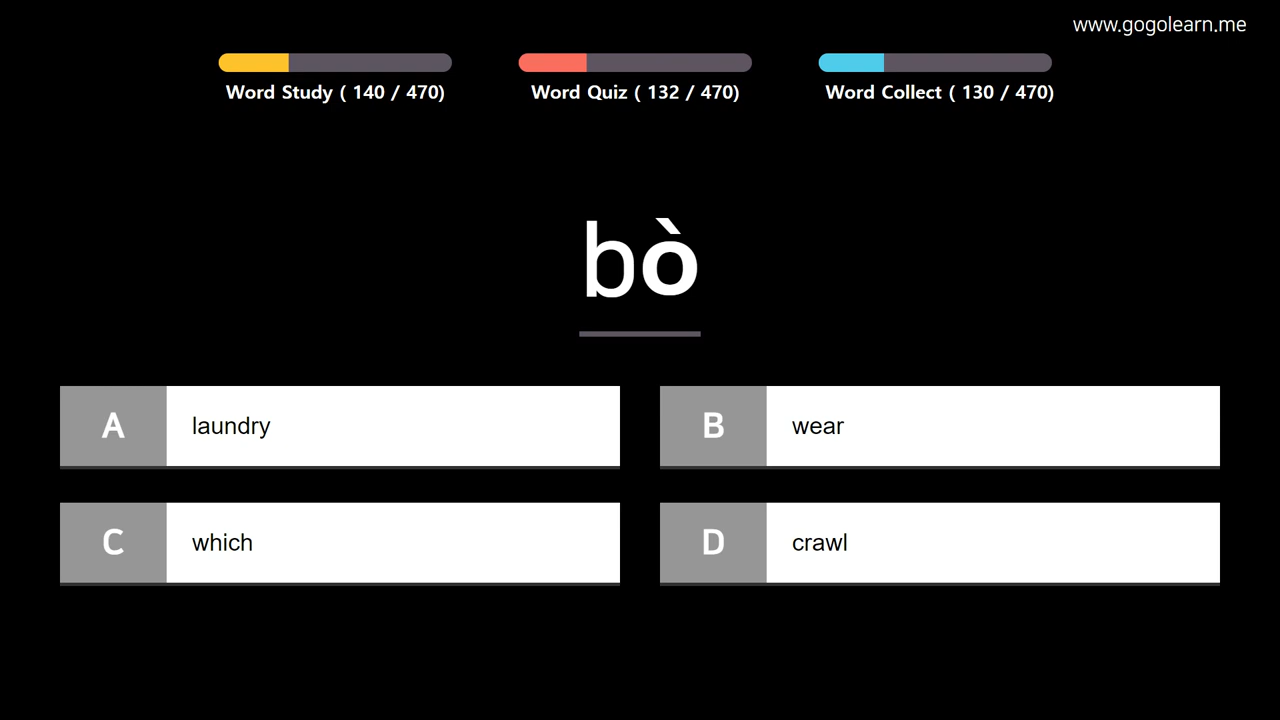 www.gogolearn.me
Word Study ( 140 / 470)
Word Quiz ( 132 / 470)
Word Collect ( 130 / 470)
bò
A laundry
B wear
C which
D crawl